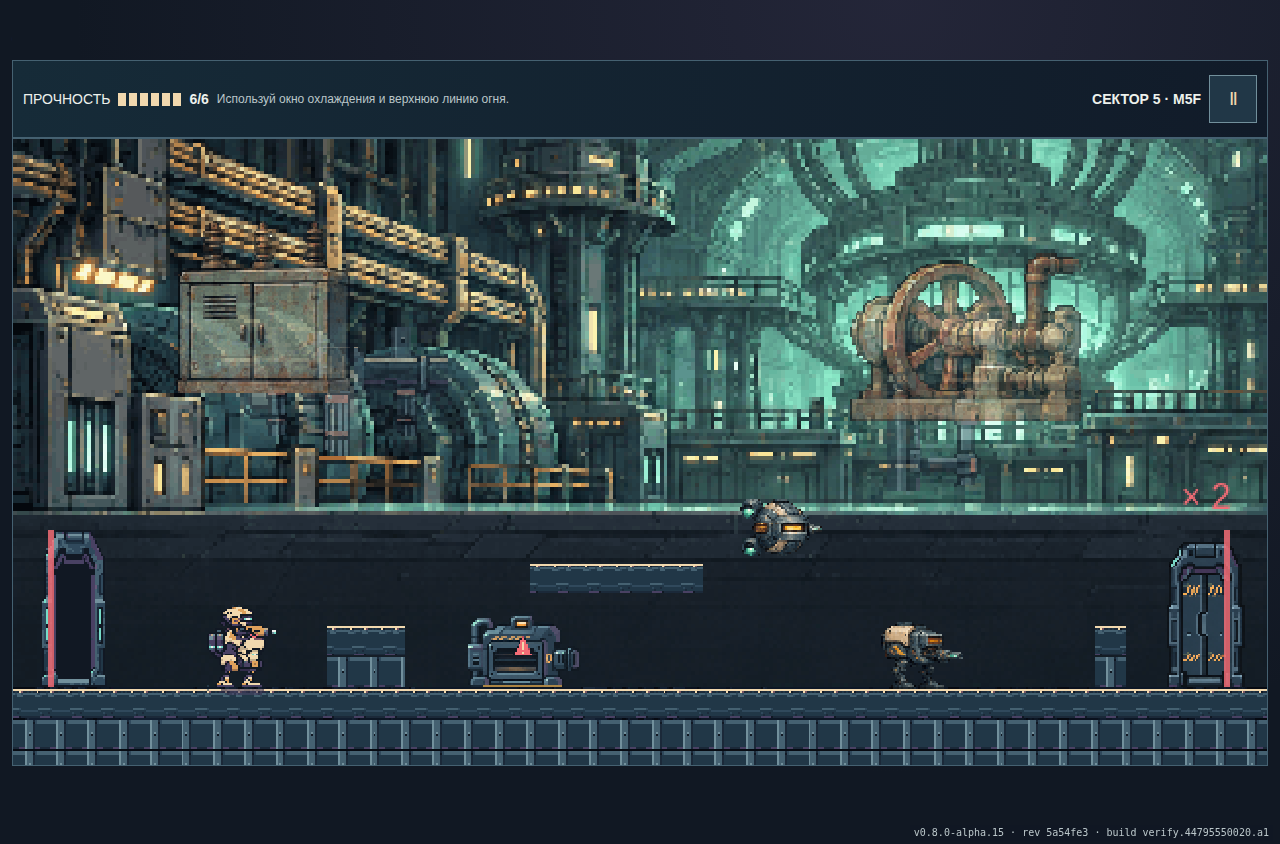 ПРОЧНОСТЬ 6/6 Используй окно охлаждения и верхнюю линию огня.
СЕКТОР 5 · M5F
II
× 2
v0.8.0-alpha.15 · rev 5a54fe3 · build verify.44795550020.a1